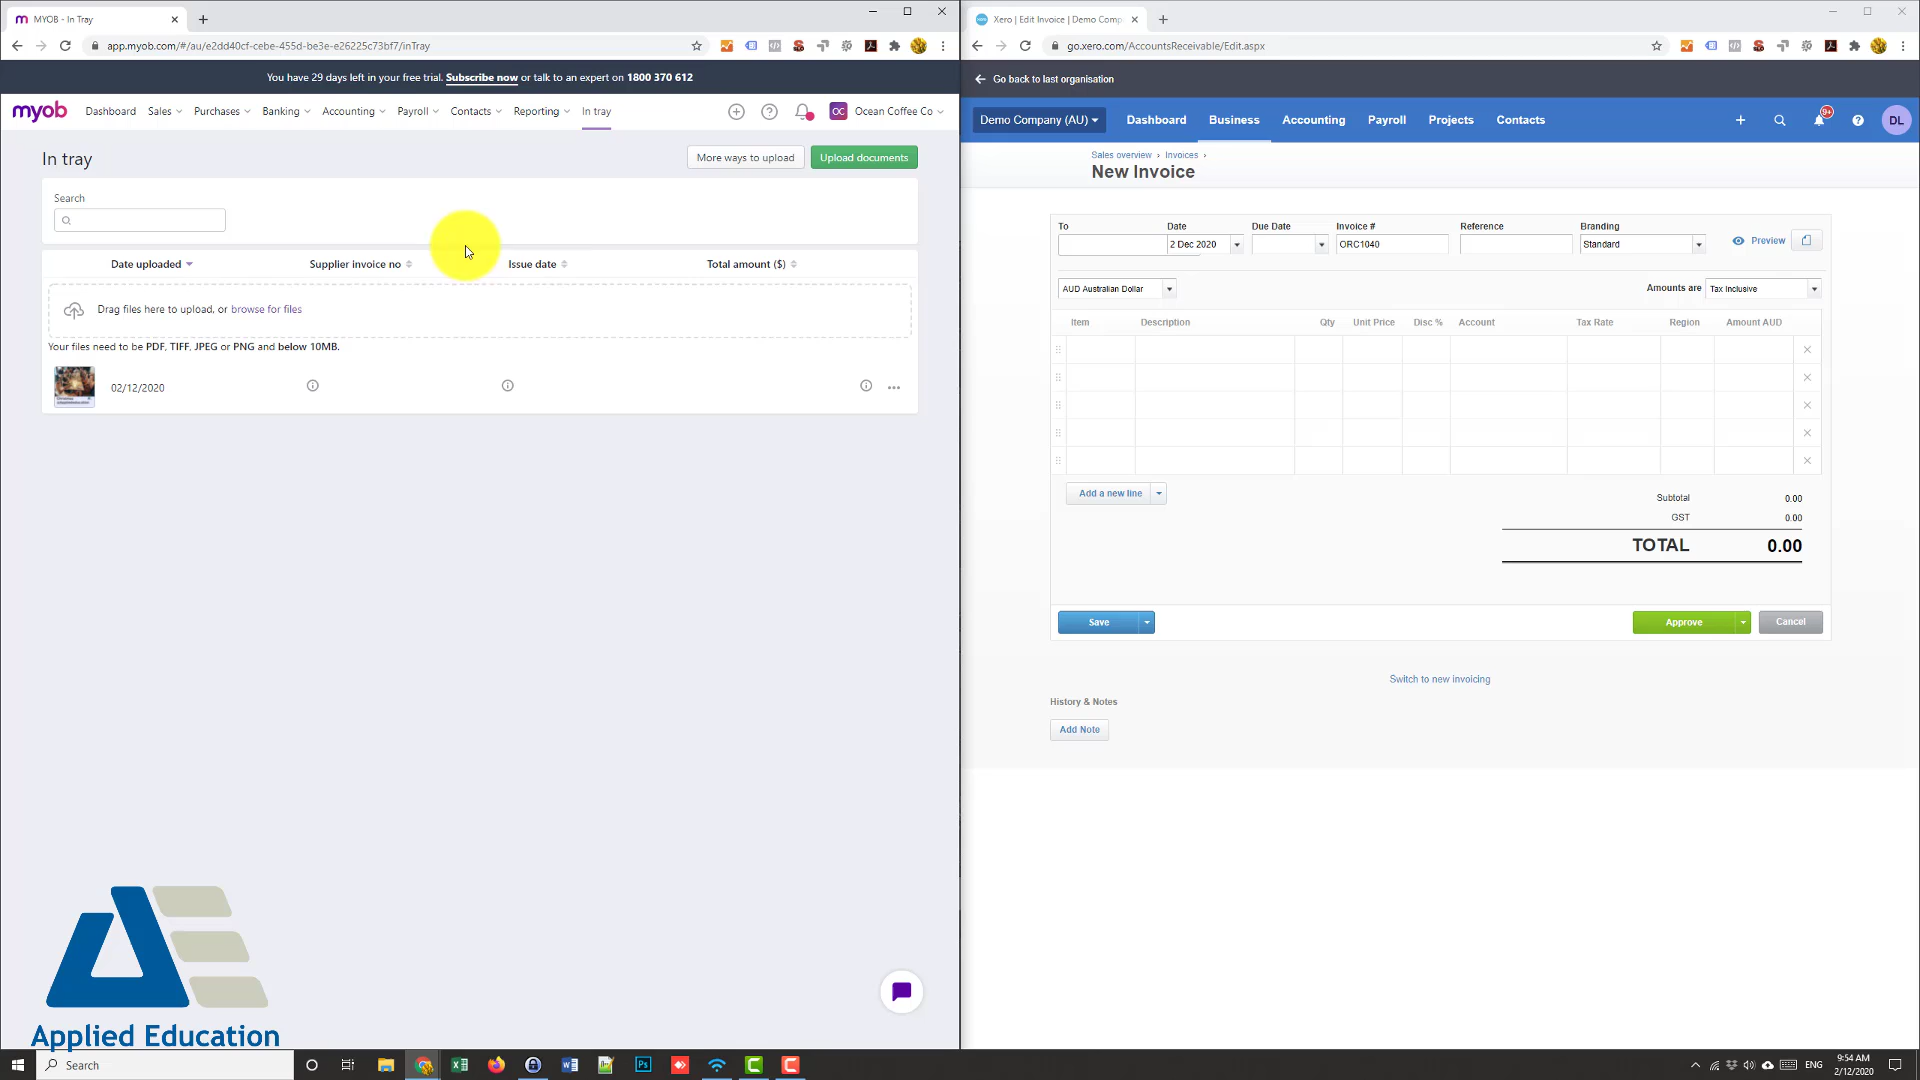 MYOB - In Tray
app.myob.com/#/au/e2dd40cf-cebe-455d-be3e-e26225c73bf7/inTray
You have 29 days left in your free trial. Subscribe now or talk to an expert on 1800 370 612
myob Dashboard Sales Purchases Banking Accounting Payroll Contacts Reporting In tray OC Ocean Coffee Co
In tray
More ways to upload Upload documents
Search
Date uploaded Supplier invoice no Issue date Total amount ($)
Drag files here to upload, or browse for files
Your files need to be PDF, TIFF, JPEG or PNG and below 10MB.
02/12/2020
Applied Education
Xero | Edit Invoice | Demo Comp
go.xero.com/AccountsReceivable/Edit.aspx
Go back to last organisation
Demo Company (AU) Dashboard Business Accounting Payroll Projects Contacts 9+ DL
Sales overview › Invoices ›
New Invoice
To Date Due Date Invoice # Reference Branding
2 Dec 2020 ORC1040 Standard Preview
AUD Australian Dollar Amounts are Tax Inclusive
Item Description Qty Unit Price Disc % Account Tax Rate Region Amount AUD
Add a new line
Subtotal 0.00
GST 0.00
TOTAL 0.00
Save Approve Cancel
Switch to new invoicing
History & Notes
Add Note
Search
Ps
ENG
9:54 AM
2/12/2020